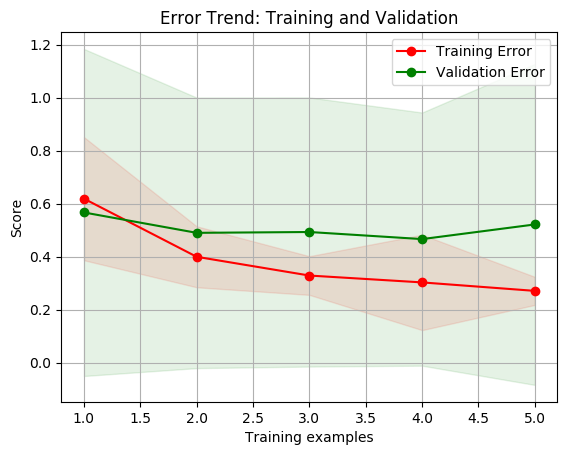 Error Trend: Training and Validation
Training Error
Validation Error
1.2
1.0
0.8
0.6
0.4
0.2
0.0
Score
1.0 1.5 2.0 2.5 3.0 3.5 4.0 4.5 5.0
Training examples